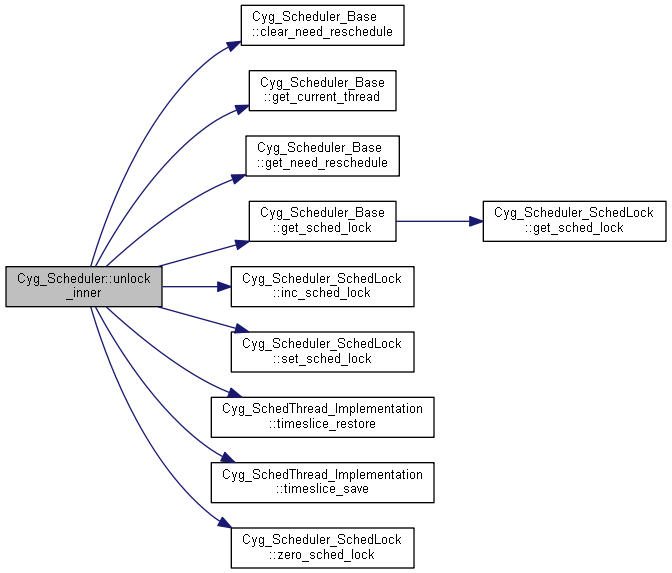 Cyg_Scheduler_Base
::clear_need_reschedule
Cyg_Scheduler_Base
::get_current_thread
Cyg_Scheduler_Base
::get_need_reschedule
Cyg_Scheduler_Base
::get_sched_lock
Cyg_Scheduler_SchedLock
::get_sched_lock
Cyg_Scheduler::unlock
_inner
Cyg_Scheduler_SchedLock
::inc_sched_lock
Cyg_Scheduler_SchedLock
::set_sched_lock
Cyg_SchedThread_Implementation
::timeslice_restore
Cyg_SchedThread_Implementation
::timeslice_save
Cyg_Scheduler_SchedLock
::zero_sched_lock